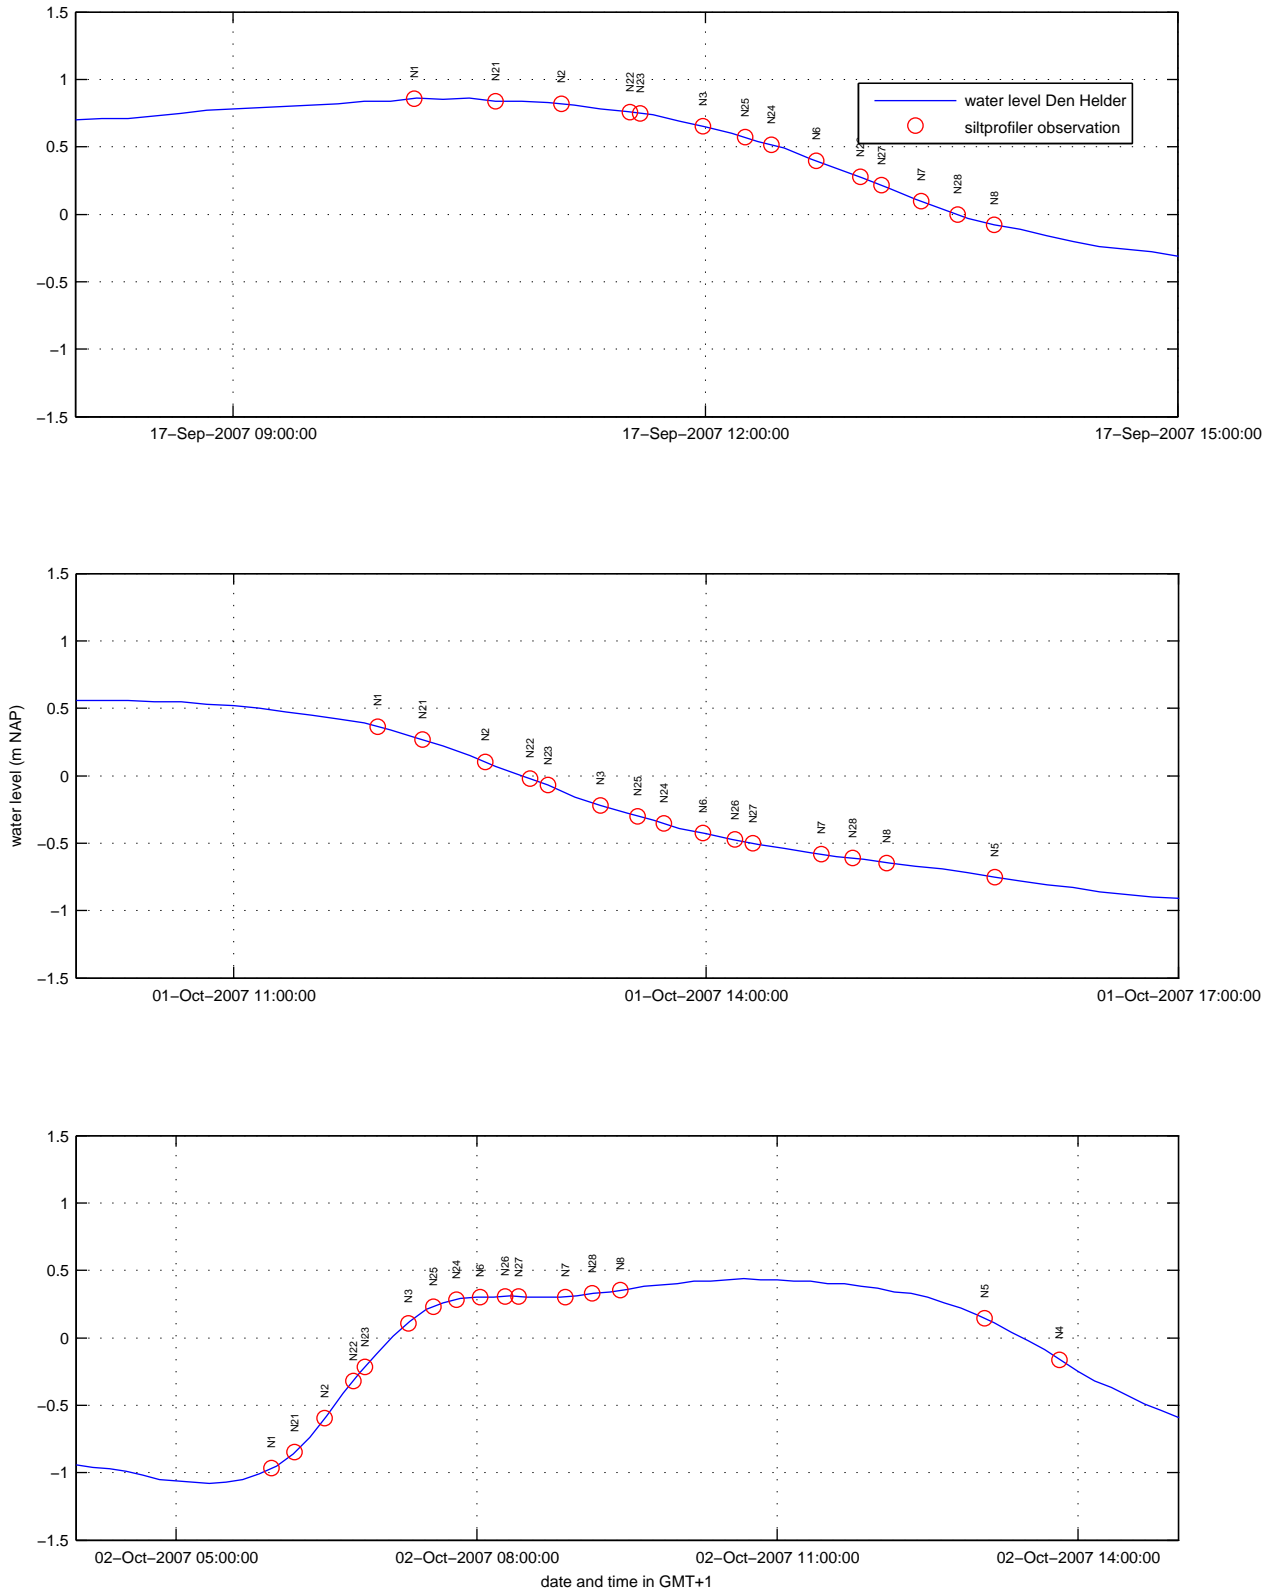 1.5
1
0.5
0
−0.5
−1
−1.5
N1
N21
N2
N22
N23
N3
N25
N24
N6
N27
N7
N28
N8
water level Den Helder
siltprofiler observation
17−Sep−2007 09:00:00
17−Sep−2007 12:00:00
17−Sep−2007 15:00:00
1.5
1
0.5
0
−0.5
−1
−1.5
water level (m NAP)
N1
N21
N2
N22
N23
N3
N25
N24
N6
N26
N27
N7
N28
N8
N5
01−Oct−2007 11:00:00
01−Oct−2007 14:00:00
01−Oct−2007 17:00:00
1.5
1
0.5
0
−0.5
−1
−1.5
N1
N21
N2
N22
N23
N3
N25
N24
N6
N26
N27
N7
N28
N8
N5
N4
02−Oct−2007 05:00:00
02−Oct−2007 08:00:00
02−Oct−2007 11:00:00
02−Oct−2007 14:00:00
date and time in GMT+1